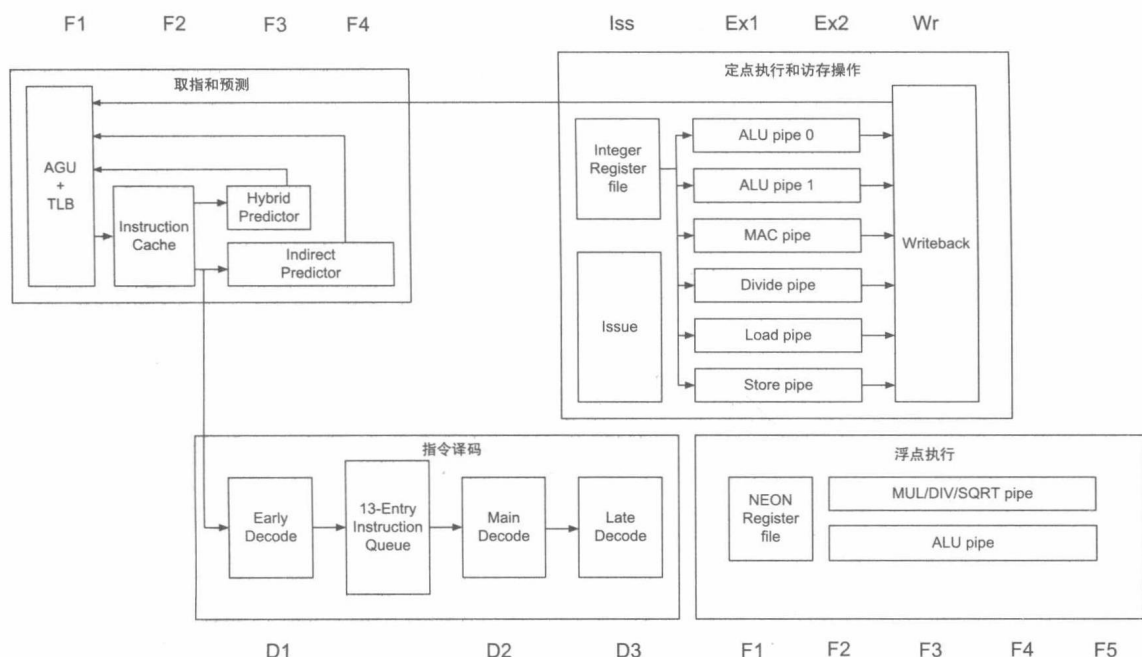 F1 F2 F3 F4 Iss Ex1 Ex2 Wr
取指和预测
AGU
+
TLB
Instruction
Cache
Hybrid
Predictor
Indirect
Predictor
定点执行和访存操作
Integer
Register
file
Issue
ALU pipe 0
ALU pipe 1
MAC pipe
Divide pipe
Load pipe
Store pipe
Writeback
指令译码
Early
Decode
13-Entry
Instruction
Queue
Main
Decode
Late
Decode
浮点执行
NEON
Register
file
MUL/DIV/SQRT pipe
ALU pipe
D1 D2 D3 F1 F2 F3 F4 F5